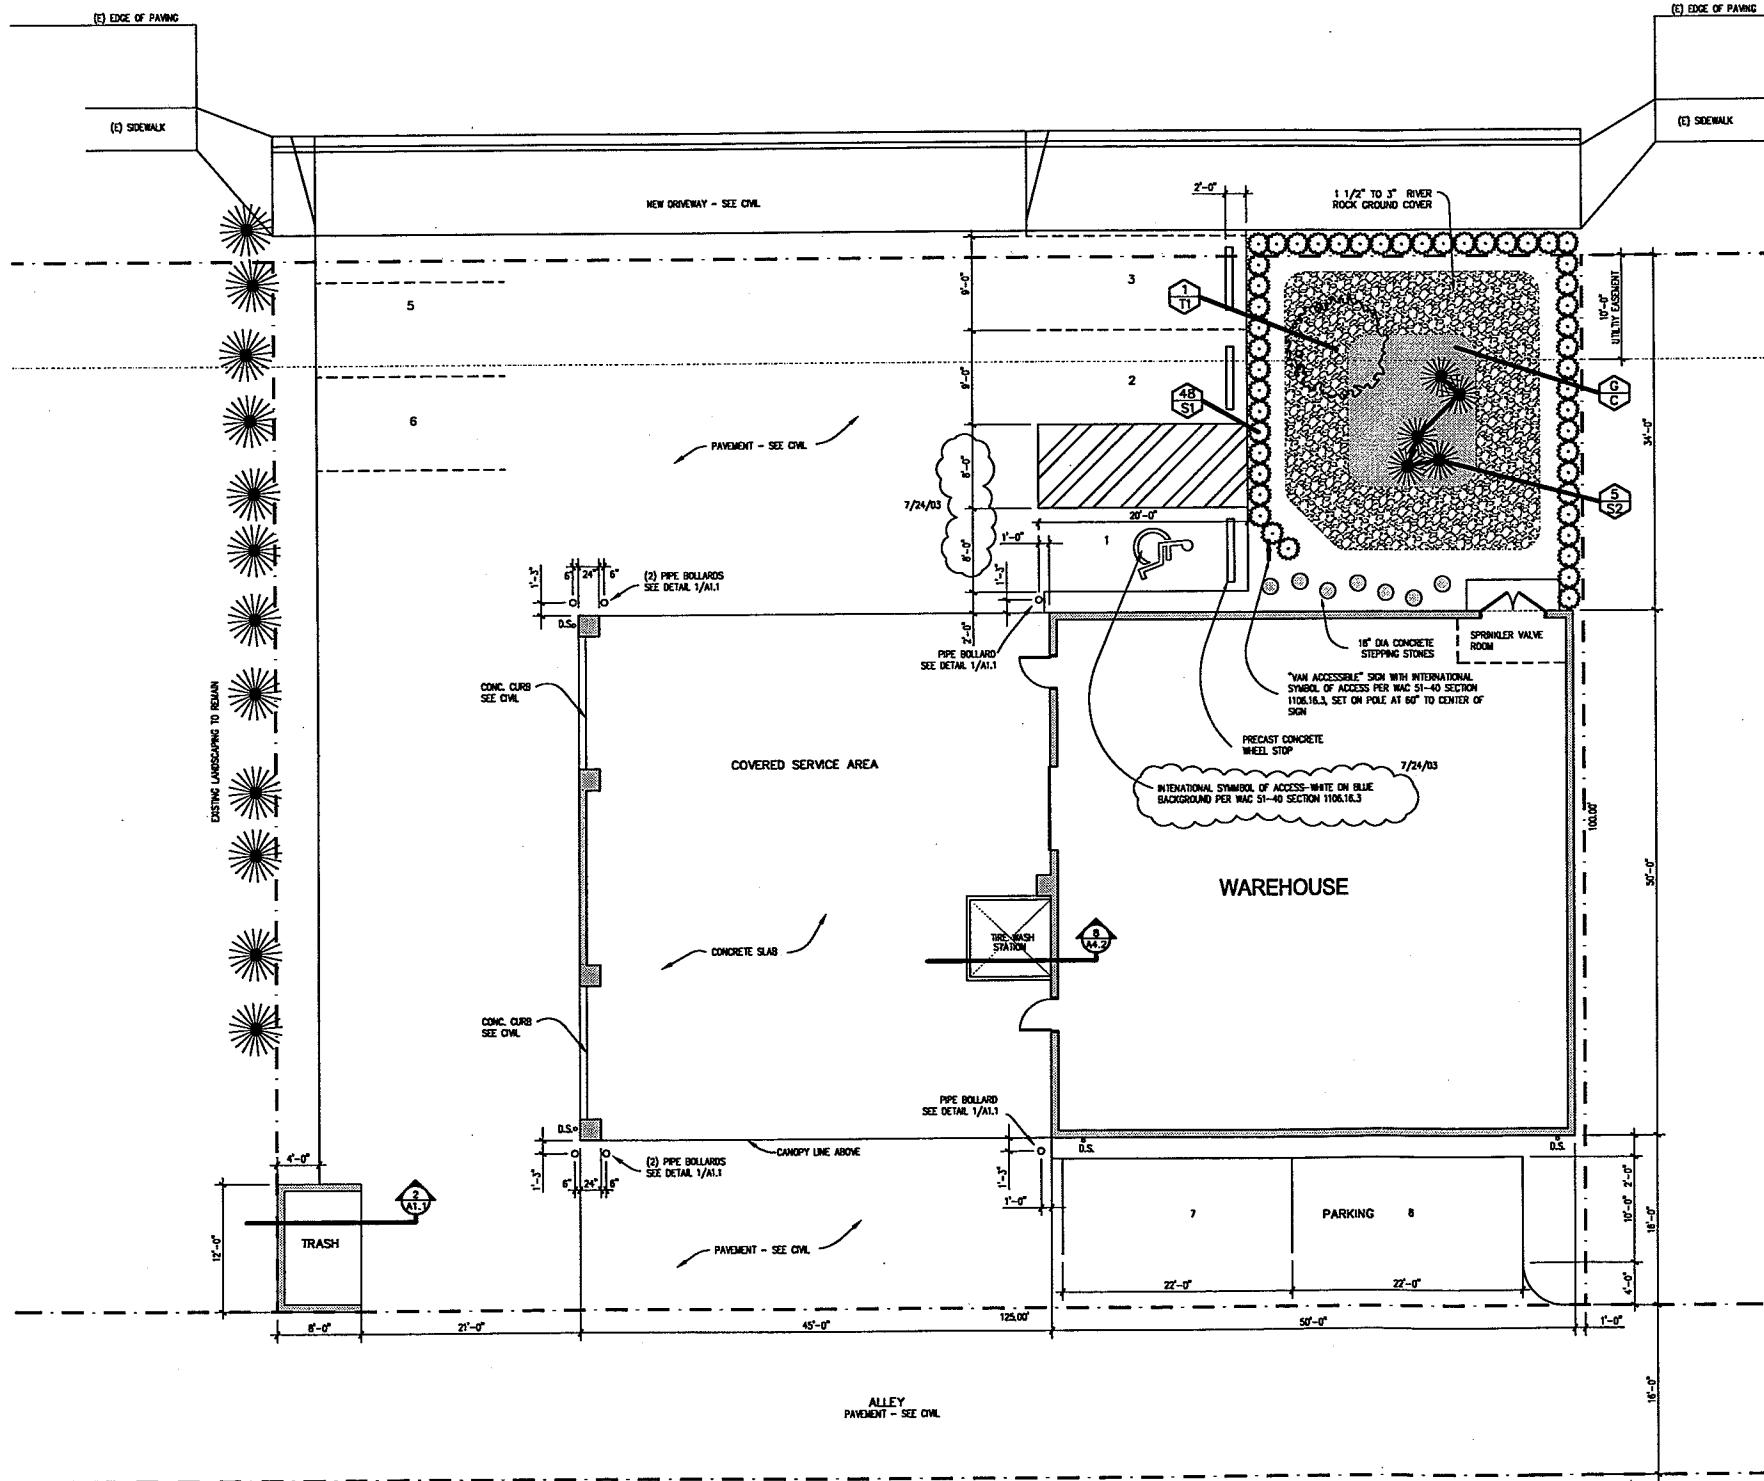 (E) EDGE OF PAVING
(E) EDGE OF PAVING
(E) SIDEWALK
(E) SIDEWALK
NEW DRIVEWAY - SEE CIVIL
2'-0"
1 1/2" TO 3" RIVER
ROCK GROUND COVER
5
6
3
2
1
9'-0"
9'-0"
8'-0"
8'-0"
2'-0"
1
T1
48
S1
G
C
5
S2
10'-0"
UTILTIY EASEMENT
34'-0"
PAVEMENT - SEE CIVIL
7/24/03
20'-0"
1'-0"
1'-3"
1'-3"
6"
24"
6"
(2) PIPE BOLLARDS
SEE DETAIL 1/A1.1
D.S.
PIPE BOLLARD
SEE DETAIL 1/A1.1
18" DIA CONCRETE
STEPPING STONES
SPRINKLER VALVE
ROOM
"VAN ACCESSIBLE" SIGN WITH INTERNATIONAL
SYMBOL OF ACCESS PER WAC 51-40 SECTION
1106.16.3, SET ON POLE AT 60" TO CENTER OF
SIGN
PRECAST CONCRETE
WHEEL STOP
7/24/03
INTENATIONAL SYMMBOL OF ACCESS-WHITE ON BLUE
BACKGROUND PER WAC 51-40 SECTION 1106.16.3
EXISTING LANDSCAPING TO REMAIN
CONC. CURB
SEE CIVIL
COVERED SERVICE AREA
WAREHOUSE
100.00'
50'-0"
CONCRETE SLAB
TIRE WASH
STATION
8
A4.2
CONC. CURB
SEE CIVIL
PIPE BOLLARD
SEE DETAIL 1/A1.1
D.S.
D.S.
D.S.
CANOPY LINE ABOVE
(2) PIPE BOLLARDS
SEE DETAIL 1/A1.1
1'-3"
6"
24"
6"
1'-3"
1'-0"
4'-0"
12'-0"
TRASH
2
A1.1
PAVEMENT - SEE CIVIL
7
PARKING
8
22'-0"
22'-0"
2'-0"
10'-0"
4'-0"
16'-0"
8'-0"
21'-0"
45'-0"
125.00'
50'-0"
1'-0"
16'-0"
ALLEY
PAVEMENT - SEE CIVIL